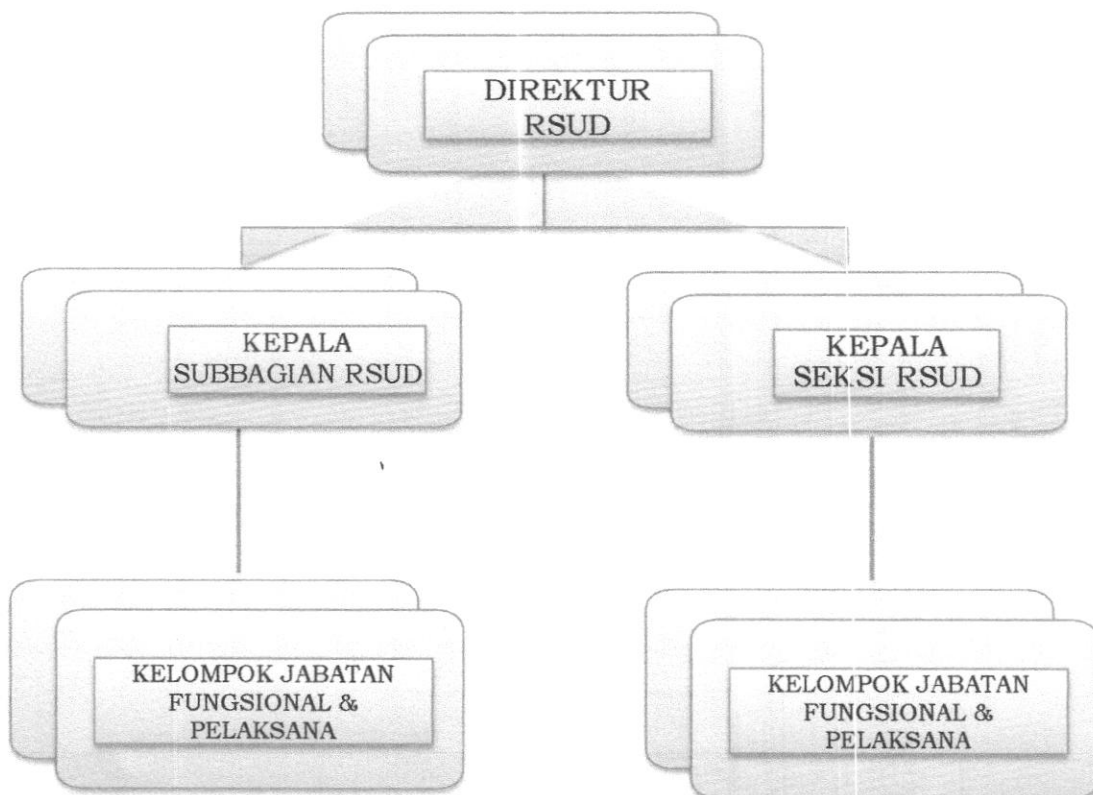 DIREKTUR
RSUD
KEPALA
SUBBAGIAN RSUD
KEPALA
SEKSI RSUD
KELOMPOK JABATAN
FUNGSIONAL &
PELAKSANA
KELOMPOK JABATAN
FUNGSIONAL &
PELAKSANA